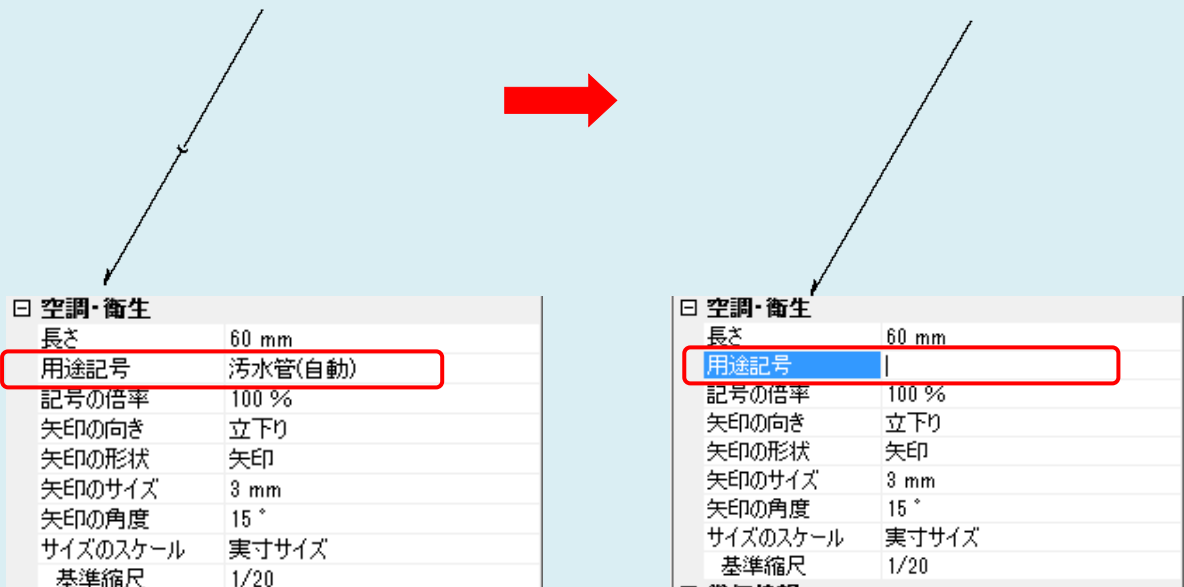 空調・衛生
長さ 60 mm
用途記号 汚水管(自動)
記号の倍率 100 %
矢印の向き 立下り
矢印の形状 矢印
矢印のサイズ 3 mm
矢印の角度 15 °
サイズのスケール 実寸サイズ
基準縮尺 1/20
空調・衛生
長さ 60 mm
用途記号
記号の倍率 100 %
矢印の向き 立下り
矢印の形状 矢印
矢印のサイズ 3 mm
矢印の角度 15 °
サイズのスケール 実寸サイズ
基準縮尺 1/20